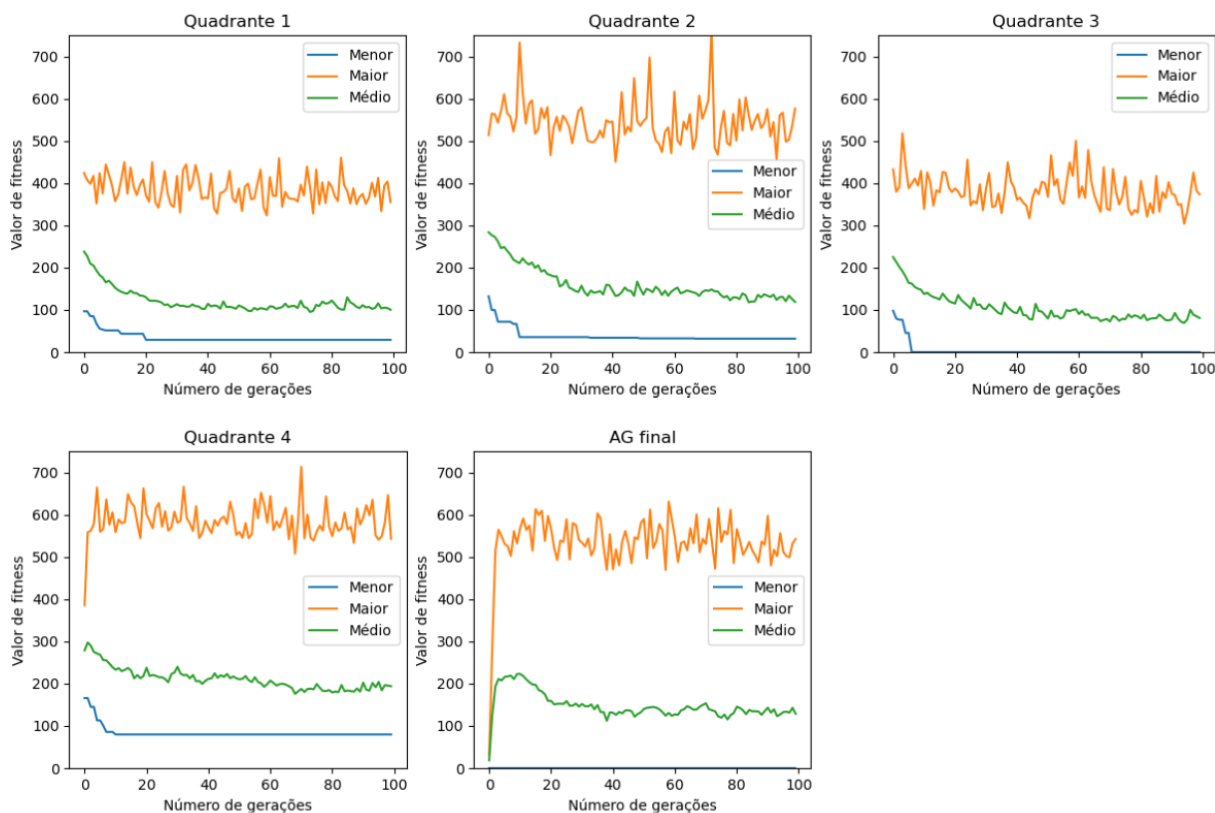 Quadrante 1
Valor de fitness
700
600
500
400
300
200
100
0
Menor
Maior
Médio
0 20 40 60 80 100
Número de gerações
Quadrante 2
Valor de fitness
700
600
500
400
300
200
100
0
Menor
Maior
Médio
0 20 40 60 80 100
Número de gerações
Quadrante 3
Valor de fitness
700
600
500
400
300
200
100
0
Menor
Maior
Médio
0 20 40 60 80 100
Número de gerações
Quadrante 4
Valor de fitness
700
600
500
400
300
200
100
0
Menor
Maior
Médio
0 20 40 60 80 100
Número de gerações
AG final
Valor de fitness
700
600
500
400
300
200
100
0
Menor
Maior
Médio
0 20 40 60 80 100
Número de gerações